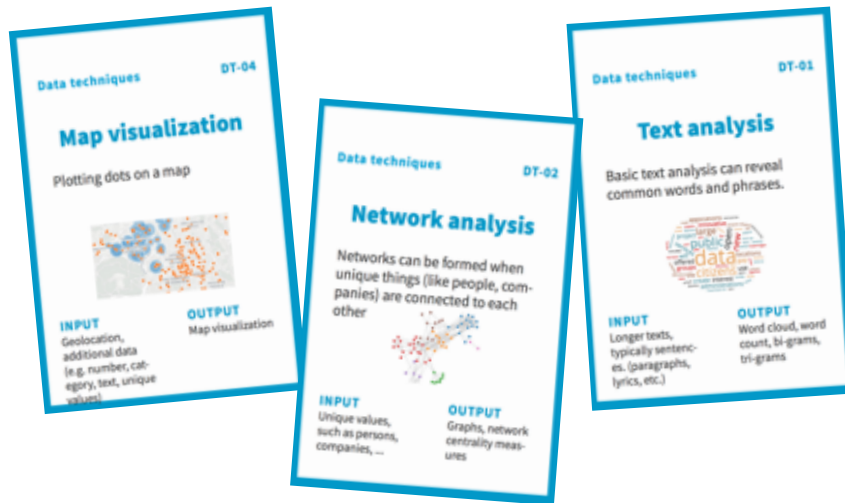 Data techniques
DT-04
Map visualization
Plotting dots on a map
INPUT
Geolocation,
additional data
(e.g. number, cat-
egory, text, unique
values)
OUTPUT
Map visualization
Data techniques
DT-02
Network analysis
Networks can be formed when
unique things (like people, com-
panies) are connected to each
other
INPUT
Unique values,
such as persons,
companies, ...
OUTPUT
Graphs, network
centrality meas-
ures
Data techniques
DT-01
Text analysis
Basic text analysis can reveal
common words and phrases.
large
public
data
citizens
INPUT
Longer texts,
typically sentenc-
es. (paragraphs,
lyrics, etc.)
OUTPUT
Word cloud, word
count, bi-grams,
tri-grams